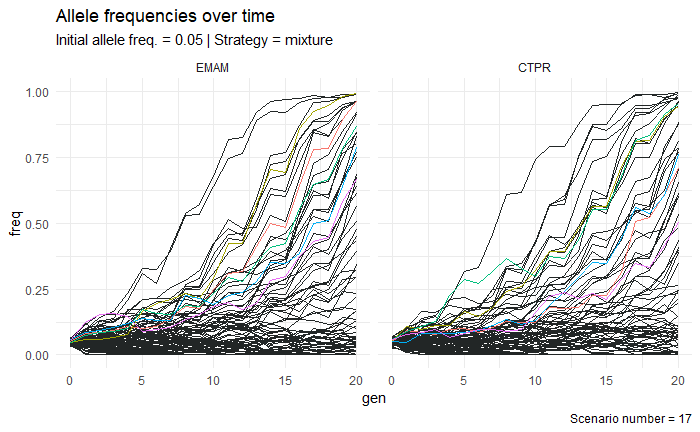 Allele frequencies over time
Initial allele freq. = 0.05 | Strategy = mixture
EMAM
CTPR
1.00
0.75
0.50
0.25
0.00
freq
0 5 10 15 20
0 5 10 15 20
gen
Scenario number = 17